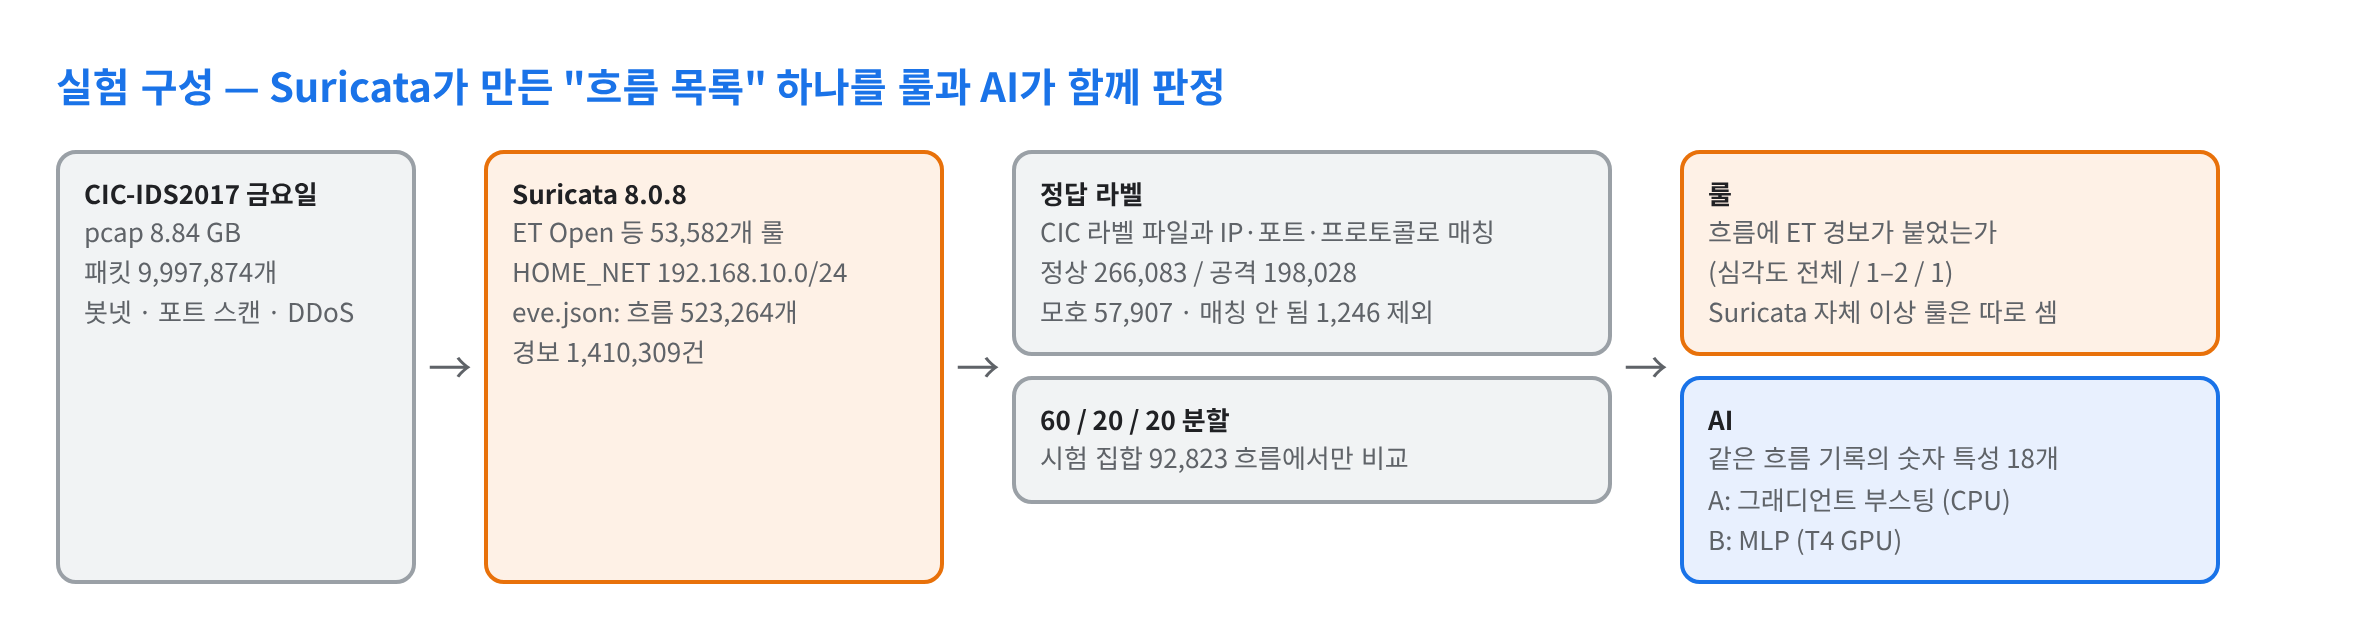 실험 구성 — Suricata가 만든 "흐름 목록" 하나를 룰과 AI가 함께 판정
CIC-IDS2017 금요일
pcap 8.84 GB
패킷 9,997,874개
봇넷 · 포트 스캔 · DDoS
→
Suricata 8.0.8
ET Open 등 53,582개 룰
HOME_NET 192.168.10.0/24
eve.json: 흐름 523,264개
경보 1,410,309건
→
정답 라벨
CIC 라벨 파일과 IP·포트·프로토콜로 매칭
정상 266,083 / 공격 198,028
모호 57,907 · 매칭 안 됨 1,246 제외
60 / 20 / 20 분할
시험 집합 92,823 흐름에서만 비교
→
룰
흐름에 ET 경보가 붙었는가
(심각도 전체 / 1–2 / 1)
Suricata 자체 이상 룰은 따로 셈
AI
같은 흐름 기록의 숫자 특성 18개
A: 그래디언트 부스팅 (CPU)
B: MLP (T4 GPU)